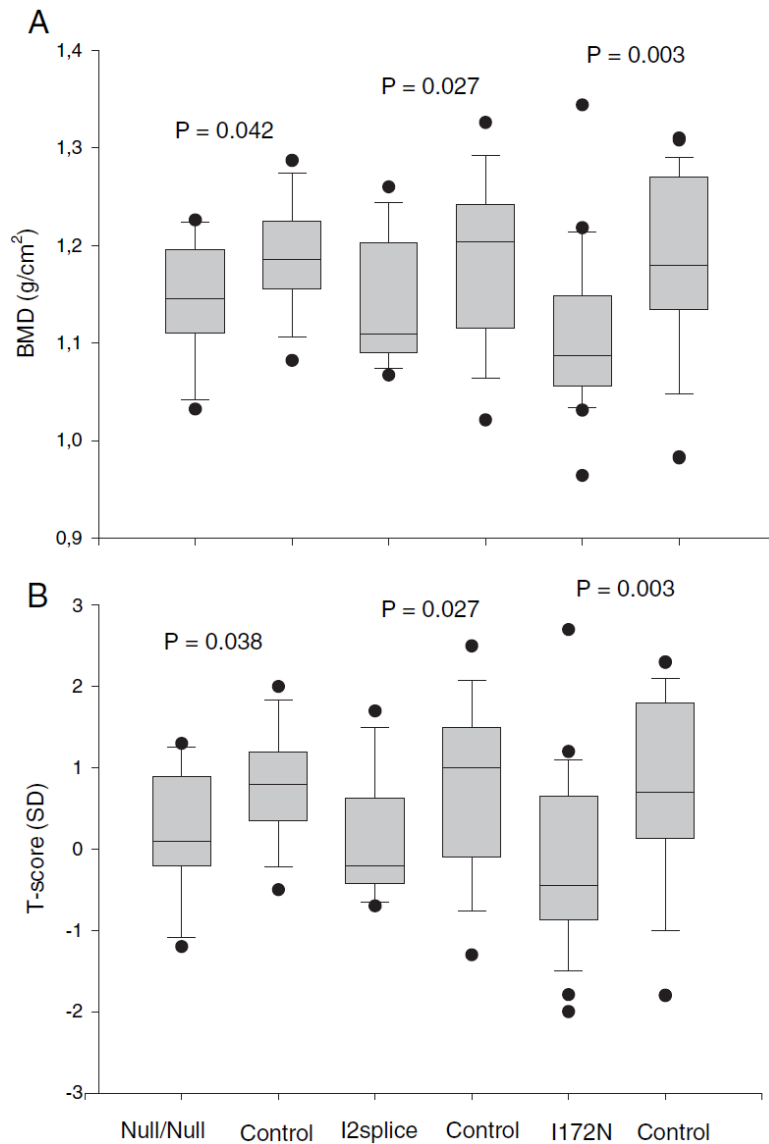 A
P = 0.003
P = 0.027
P = 0.042
1,4
1,3
1,2
1,1
1,0
0,9
BMD (g/cm²)
B
P = 0.003
P = 0.027
P = 0.038
3
2
1
0
-1
-2
-3
T-score (SD)
Null/Null Control I2splice Control I172N Control